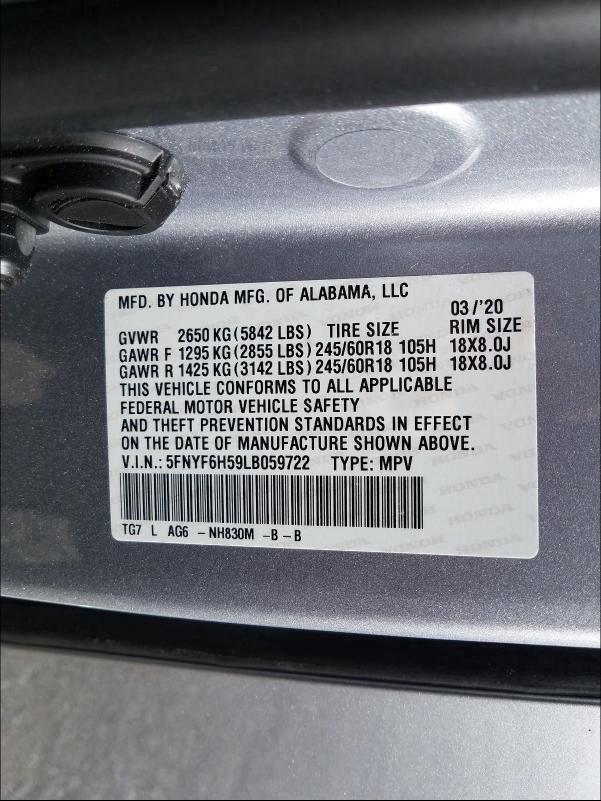 MFD. BY HONDA MFG. OF ALABAMA, LLC
03/'20
GVWR 2650 KG (5842 LBS) TIRE SIZE RIM SIZE
GAWR F 1295 KG (2855 LBS) 245/60R18 105H 18X8.0J
GAWR R 1425 KG (3142 LBS) 245/60R18 105H 18X8.0J
THIS VEHICLE CONFORMS TO ALL APPLICABLE
FEDERAL MOTOR VEHICLE SAFETY
AND THEFT PREVENTION STANDARDS IN EFFECT
ON THE DATE OF MANUFACTURE SHOWN ABOVE.
V.I.N.: 5FNYF6H59LB059722 TYPE: MPV
TG7 L AG6 -NH830M -B-B